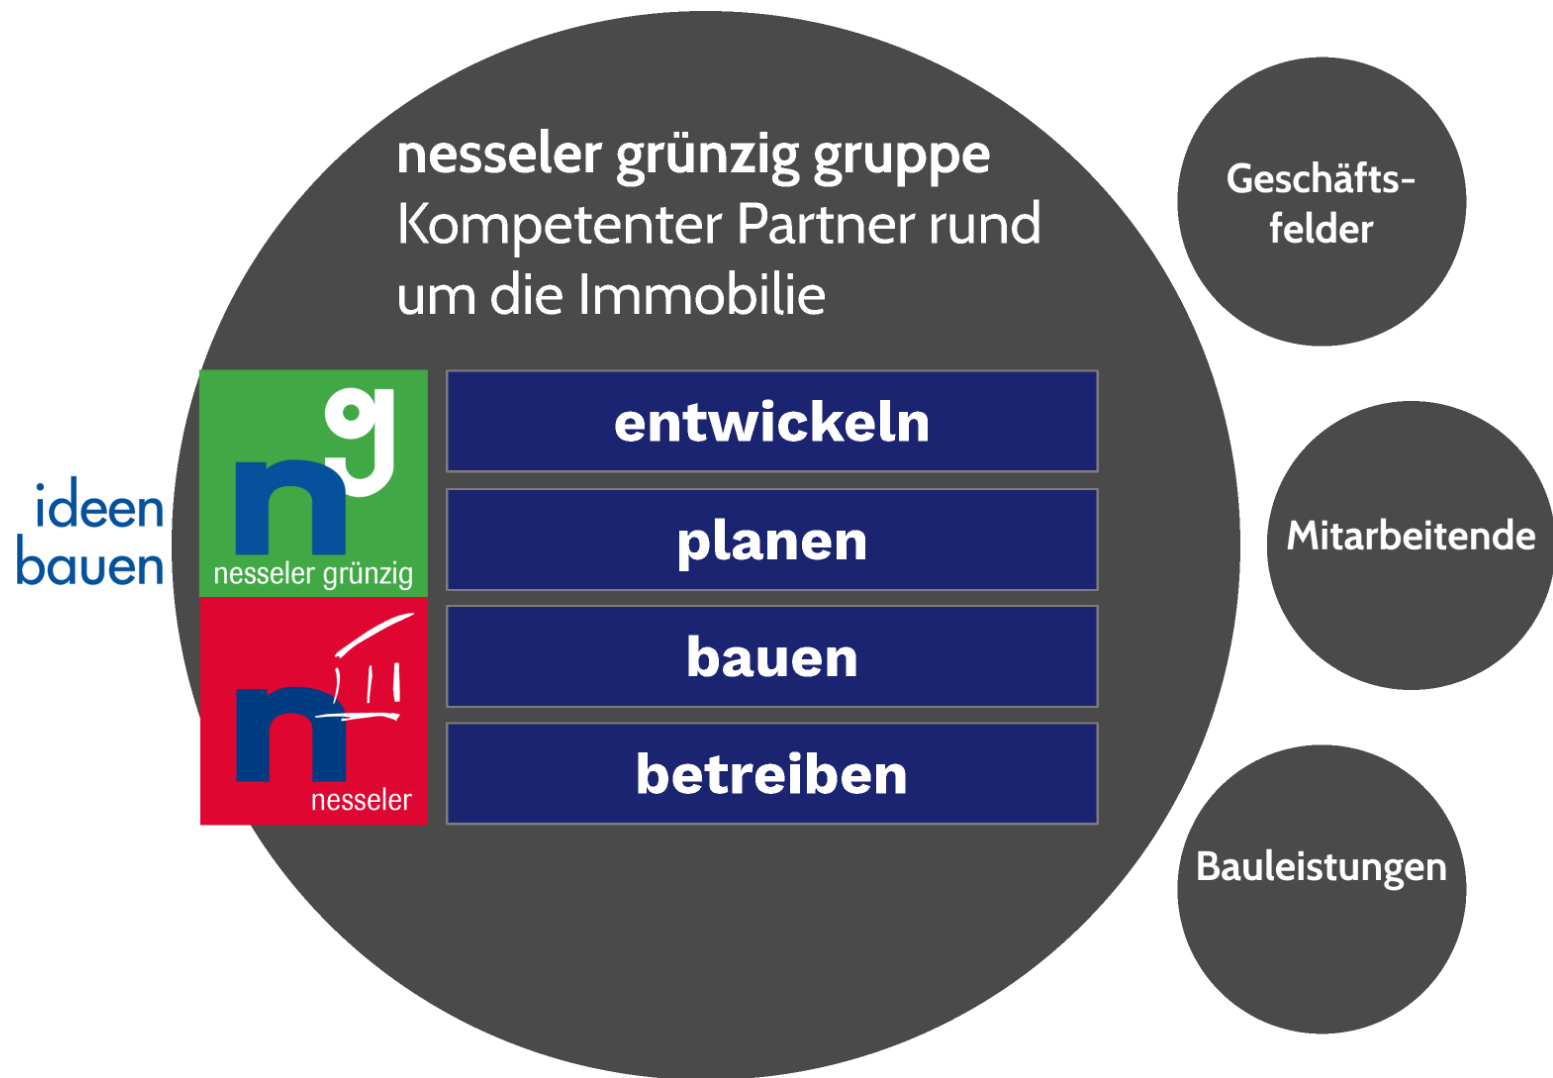 nesseler grünzig gruppe
Kompetenter Partner rund
um die Immobilie
ideen
bauen
ng
nesseler grünzig
n
nesseler
entwickeln
planen
bauen
betreiben
Geschäfts-
felder
Mitarbeitende
Bauleistungen